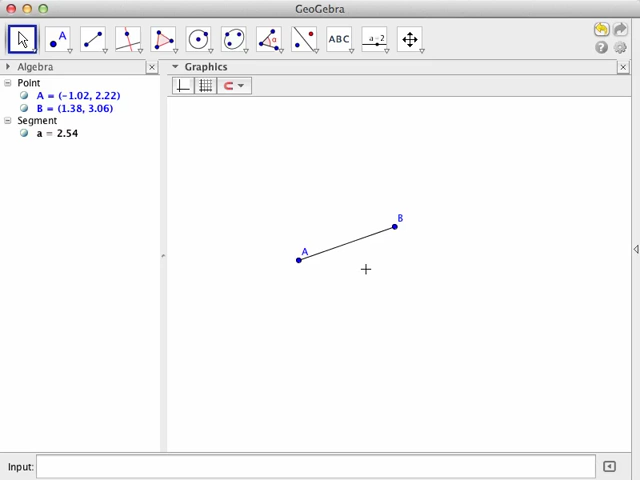 GeoGebra
A
α
ABC
a=2
Algebra
Graphics
Point
A = (−1.02, 2.22)
B = (1.38, 3.06)
Segment
a = 2.54
B
A
Input: